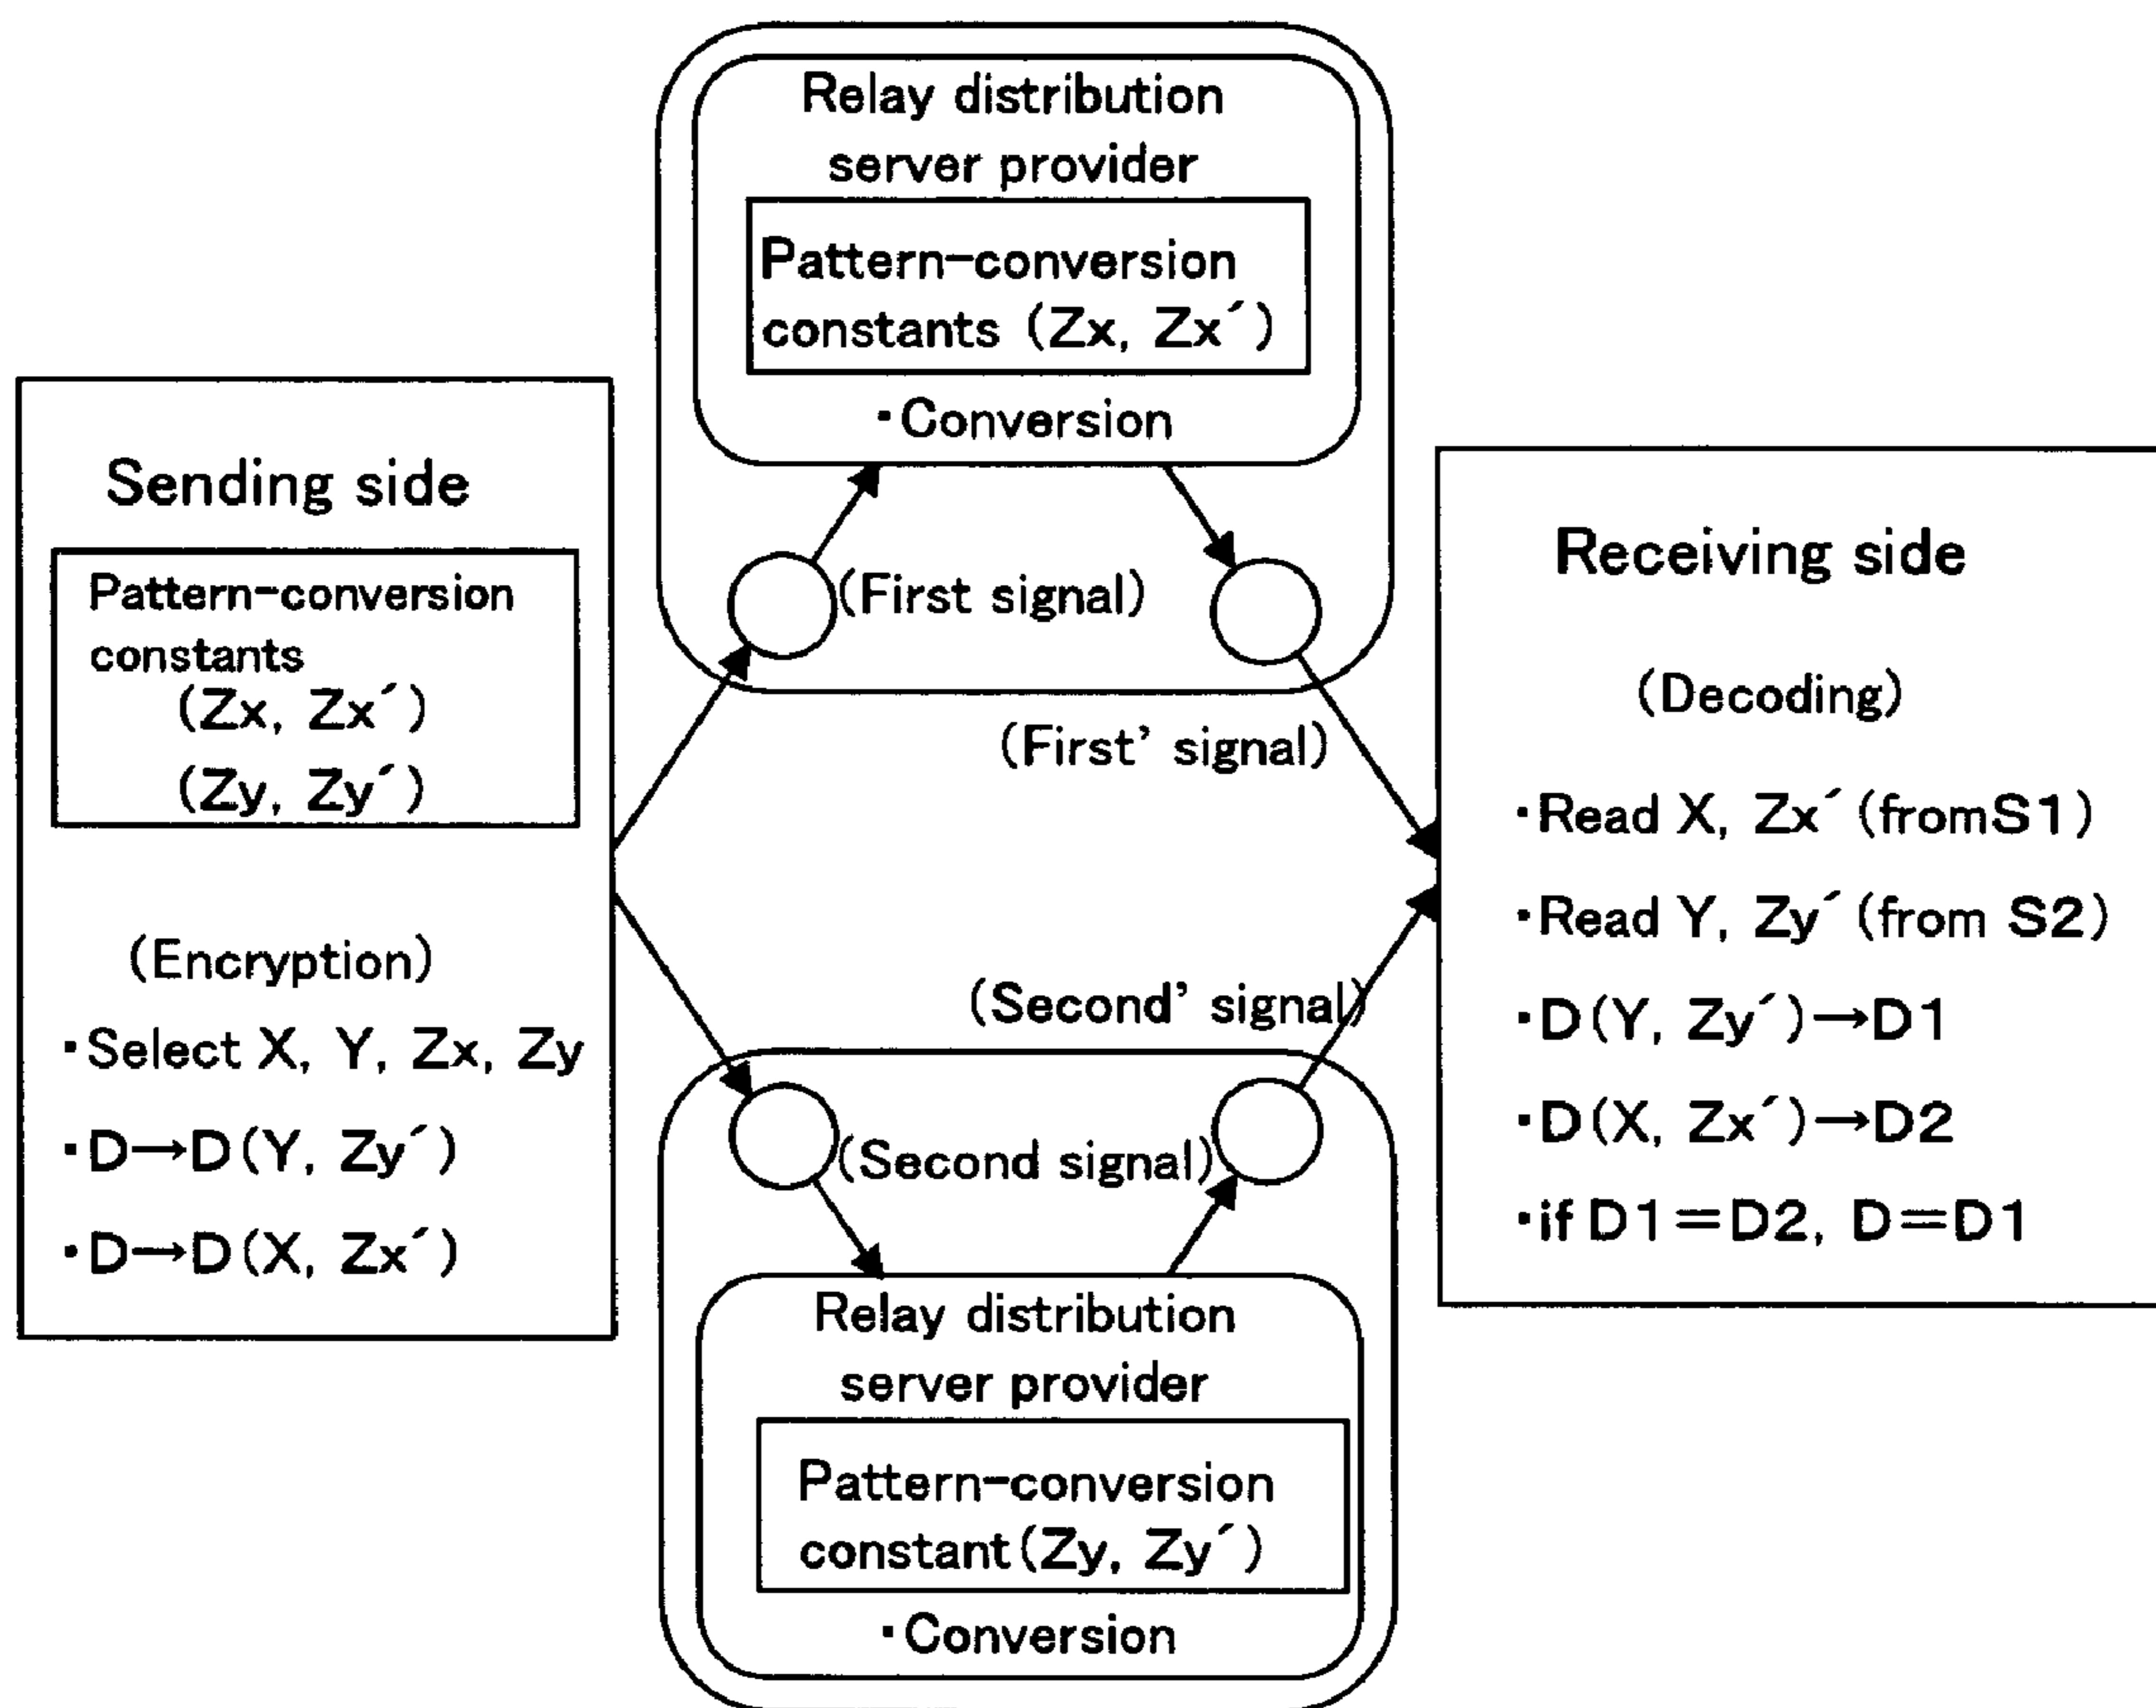 Relay distribution
server provider
Pattern-conversion
constants (Zx, Zx´)
・Conversion
Sending side
Pattern-conversion
constants
(Zx, Zx´)
(Zy, Zy´)
(Encryption)
・Select X, Y, Zx, Zy
・D→D(Y, Zy´)
・D→D(X, Zx´)
(First signal)
(First’ signal)
(Second’ signal)
(Second signal)
Relay distribution
server provider
Pattern-conversion
constant(Zy, Zy´)
・Conversion
Receiving side
(Decoding)
・Read X, Zx´(fromS1)
・Read Y, Zy´(from S2)
・D(Y, Zy´)→D1
・D(X, Zx´)→D2
・if D1=D2, D=D1